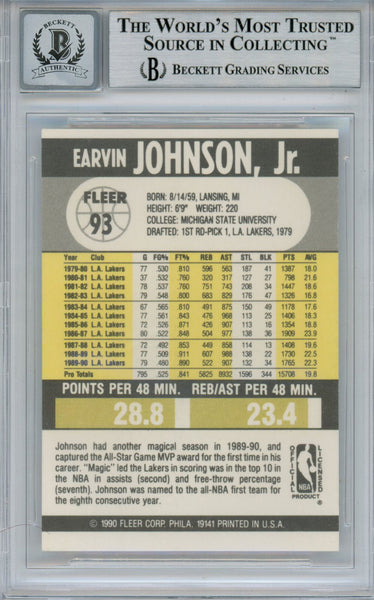 BECKETT
AUTHENTIC
THE WORLD'S MOST TRUSTED
SOURCE IN COLLECTING™
BECKETT GRADING SERVICES
EARVIN JOHNSON, Jr.
FLEER
93
BORN: 8/14/59, LANSING, MI
HEIGHT: 6'9" WEIGHT: 220
COLLEGE: MICHIGAN STATE UNIVERSITY
DRAFTED: 1ST RD-PICK 1, L.A. LAKERS, 1979
Year Club G FG% FT% REB AST STL BLK PTS AVG
1979-80 L.A. Lakers 77 .530 .810 596 563 187 41 1387 18.0
1980-81 L.A. Lakers 37 .532 .760 320 317 127 27 798 21.6
1981-82 L.A. Lakers 78 .537 .760 751 743 208 34 1447 18.6
1982-83 L.A. Lakers 79 .548 .800 683 829 176 47 1326 16.8
1983-84 L.A. Lakers 67 .565 .810 491 875 150 49 1178 17.6
1984-85 L.A. Lakers 77 .561 .843 476 968 113 25 1406 18.3
1985-86 L.A. Lakers 72 .526 .871 426 907 113 16 1354 18.8
1986-87 L.A. Lakers 80 .522 .848 504 977 138 36 1909 23.9
1987-88 L.A. Lakers 72 .492 .853 449 858 114 13 1408 19.6
1988-89 L.A. Lakers 77 .509 .911 607 988 138 22 1730 22.5
1989-90 L.A. Lakers 79 .480 .890 522 907 132 34 1765 22.3
Pro Totals 795 .525 .841 5825 8932 1596 344 15708 19.8
POINTS PER 48 MIN. REB/AST PER 48 MIN.
28.8 23.4
Johnson had another magical season in 1989-90, and
captured the All-Star Game MVP award for the first time in his
career. "Magic" led the Lakers in scoring was in the top 10 in
the NBA in assists (second) and free-throw percentage
(seventh). Johnson was named to the all-NBA first team for
the eighth consecutive year.
OFFICIAL LICENSED
NBA
PRODUCT
®
© 1990 FLEER CORP. PHILA. 19141 PRINTED IN U.S.A.